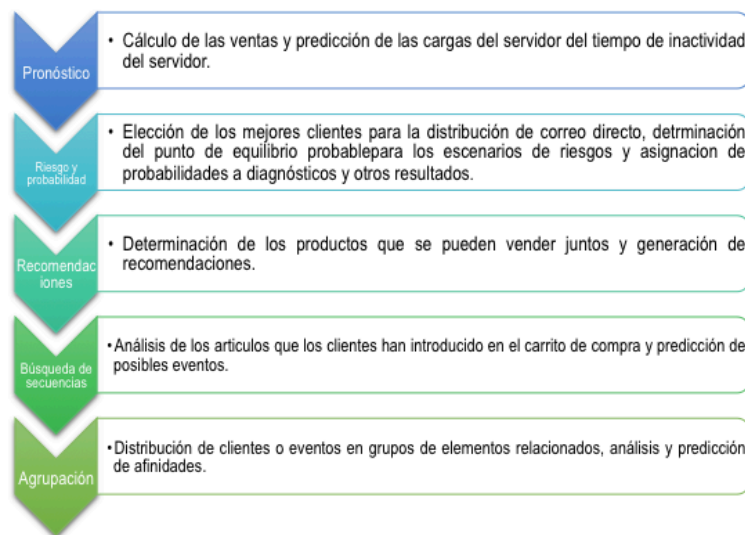 Pronóstico
• Cálculo de las ventas y predicción de las cargas del servidor del tiempo de inactividad
del servidor.
Riesgo y
probabilidad
• Elección de los mejores clientes para la distribución de correo directo, detrminación
del punto de equilibrio probablepara los escenarios de riesgos y asignacion de
probabilidades a diagnósticos y otros resultados.
Recomendac
iones
• Determinación de los productos que se pueden vender juntos y generación de
recomendaciones.
Búsqueda de
secuencias
• Análisis de los articulos que los clientes han introducido en el carrito de compra y predicción de
posibles eventos.
Agrupación
• Distribución de clientes o eventos en grupos de elementos relacionados, análisis y predicción
de afinidades.